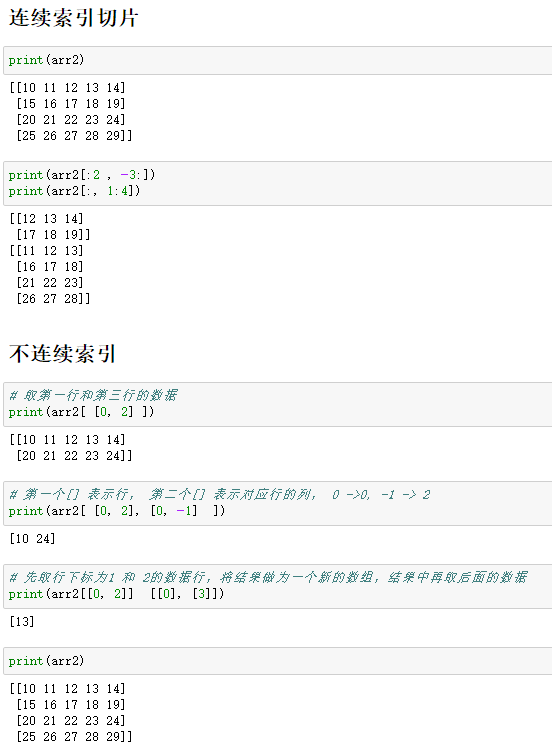 连续索引切片
print(arr2)
[[10 11 12 13 14]
 [15 16 17 18 19]
 [20 21 22 23 24]
 [25 26 27 28 29]]
print(arr2[:2 , -3:])
print(arr2[:, 1:4])
[[12 13 14]
 [17 18 19]]
[[11 12 13]
 [16 17 18]
 [21 22 23]
 [26 27 28]]
不连续索引
# 取第一行和第三行的数据
print(arr2[ [0, 2] ])
[[10 11 12 13 14]
 [20 21 22 23 24]]
# 第一个[] 表示行， 第二个[] 表示对应行的列， 0 ->0, -1 -> 2
print(arr2[ [0, 2], [0, -1]  ])
[10 24]
# 先取行下标为1 和 2的数据行，将结果做为一个新的数组，结果中再取后面的数据
print(arr2[[0, 2]]  [[0], [3]])
[13]
print(arr2)
[[10 11 12 13 14]
 [15 16 17 18 19]
 [20 21 22 23 24]
 [25 26 27 28 29]]